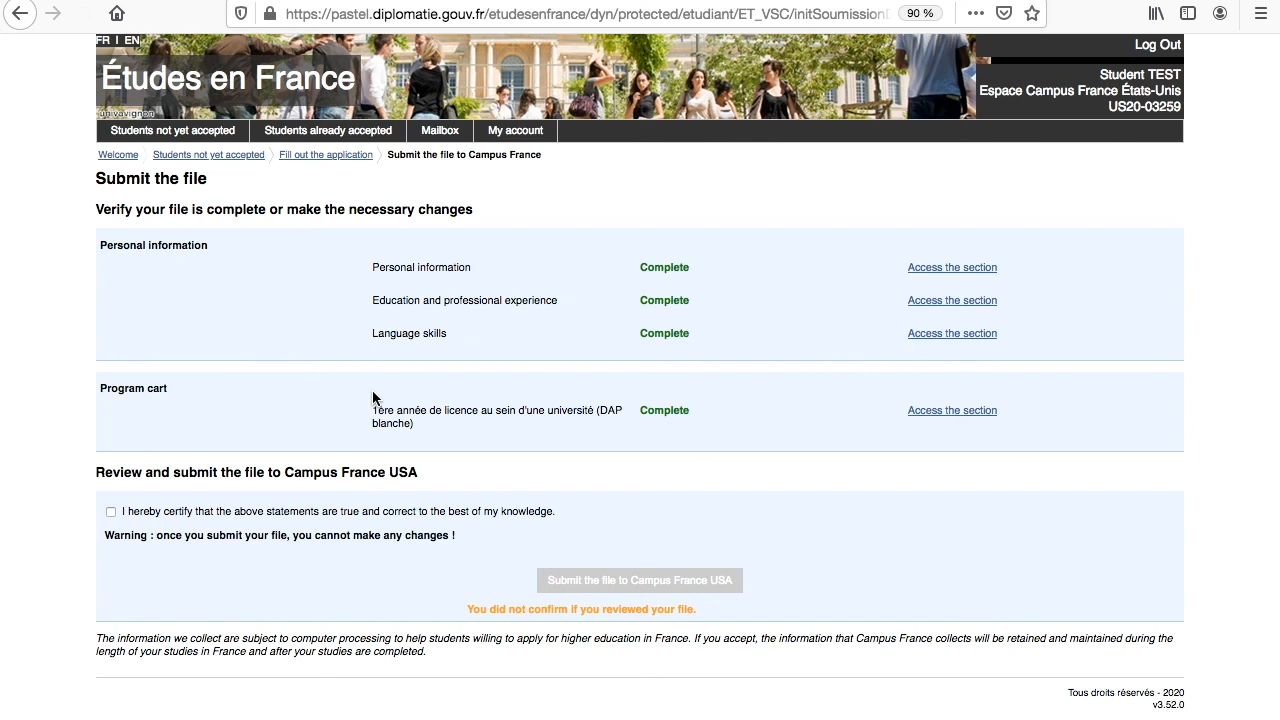 https://pastel.diplomatie.gouv.fr/etudesenfrance/dyn/protected/etudiant/ET_VSC/initSoumission
90 %
FR | EN
Log Out
Études en France
Student TEST
Espace Campus France États-Unis
US20-03259
univavignon
Students not yet accepted Students already accepted Mailbox My account
Welcome Students not yet accepted Fill out the application Submit the file to Campus France
Submit the file
Verify your file is complete or make the necessary changes
Personal information
Personal information Complete Access the section
Education and professional experience Complete Access the section
Language skills Complete Access the section
Program cart
1ère année de licence au sein d'une université (DAP Complete Access the section
blanche)
Review and submit the file to Campus France USA
I hereby certify that the above statements are true and correct to the best of my knowledge.
Warning : once you submit your file, you cannot make any changes !
Submit the file to Campus France USA
You did not confirm if you reviewed your file.
The information we collect are subject to computer processing to help students willing to apply for higher education in France. If you accept, the information that Campus France collects will be retained and maintained during the
length of your studies in France and after your studies are completed.
Tous droits réservés - 2020
v3.52.0